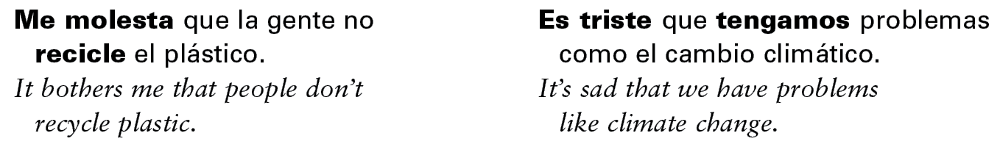 Me molesta que la gente no
recicle el plástico.
It bothers me that people don't
recycle plastic.
Es triste que tengamos problemas
como el cambio climático.
It's sad that we have problems
like climate change.